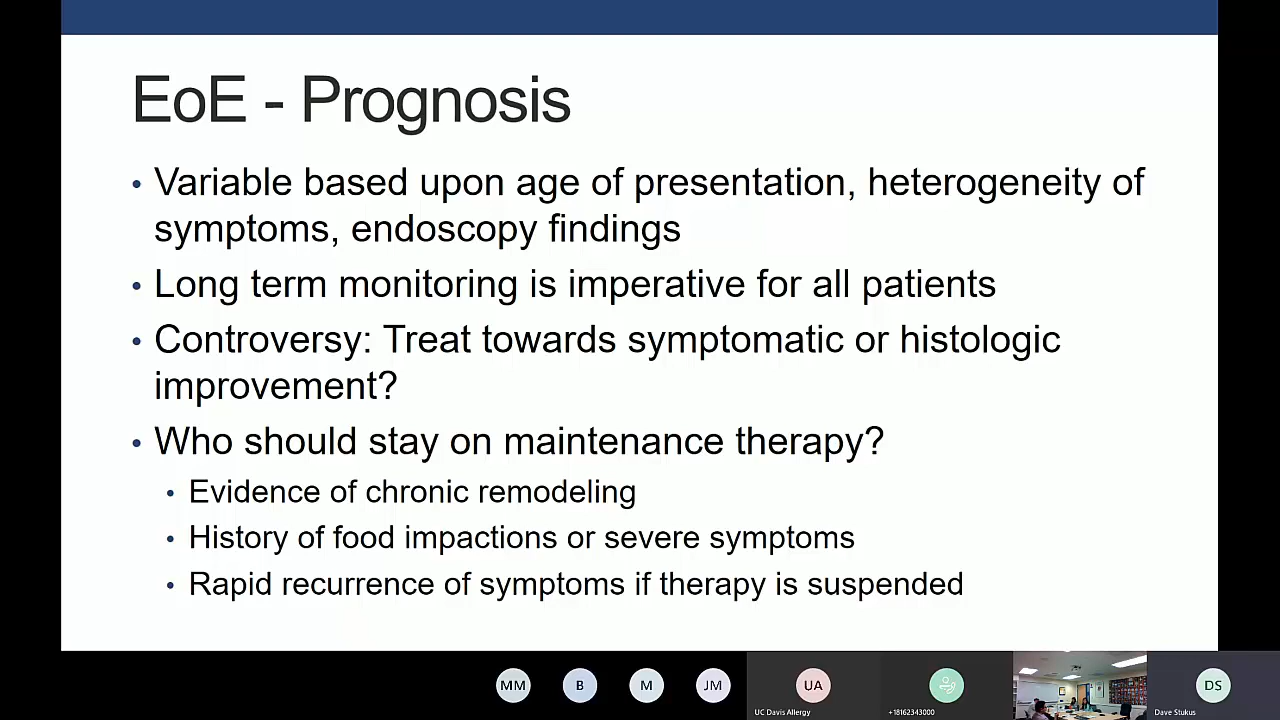 EoE - Prognosis
• Variable based upon age of presentation, heterogeneity of
symptoms, endoscopy findings
• Long term monitoring is imperative for all patients
• Controversy: Treat towards symptomatic or histologic
improvement?
• Who should stay on maintenance therapy?
• Evidence of chronic remodeling
• History of food impactions or severe symptoms
• Rapid recurrence of symptoms if therapy is suspended
MM
B
M
JM
UA
UC Davis Allergy
+18162343000
DS
Dave Stukus